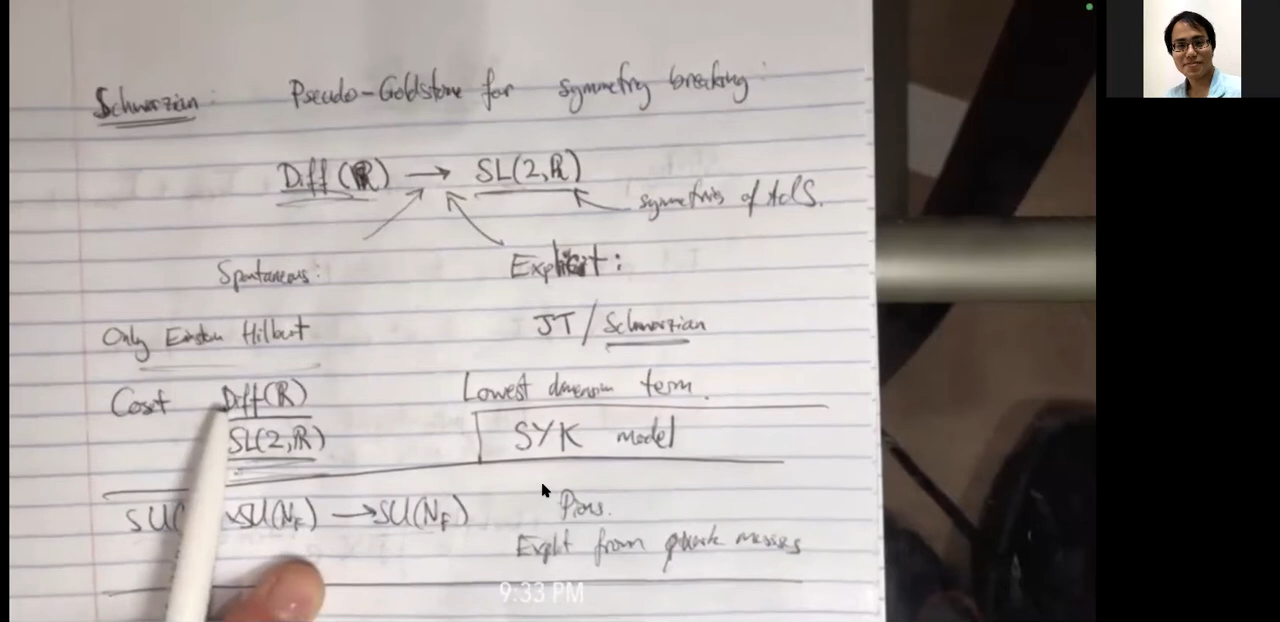 Schwarzian: Pseudo-Goldstone for symmetry breaking:
Diff(R) → SL(2,R)
symmetries of AdS.
Spontaneous: Explicit:
Only Einstein Hilbert JT/Schwarzian
Coset Diff(R) Lowest dimension term.
SL(2,R) SYK model
SU( ×SU(N_F) → SU(N_F) Pions.
Explt from quark masses
9:33 PM